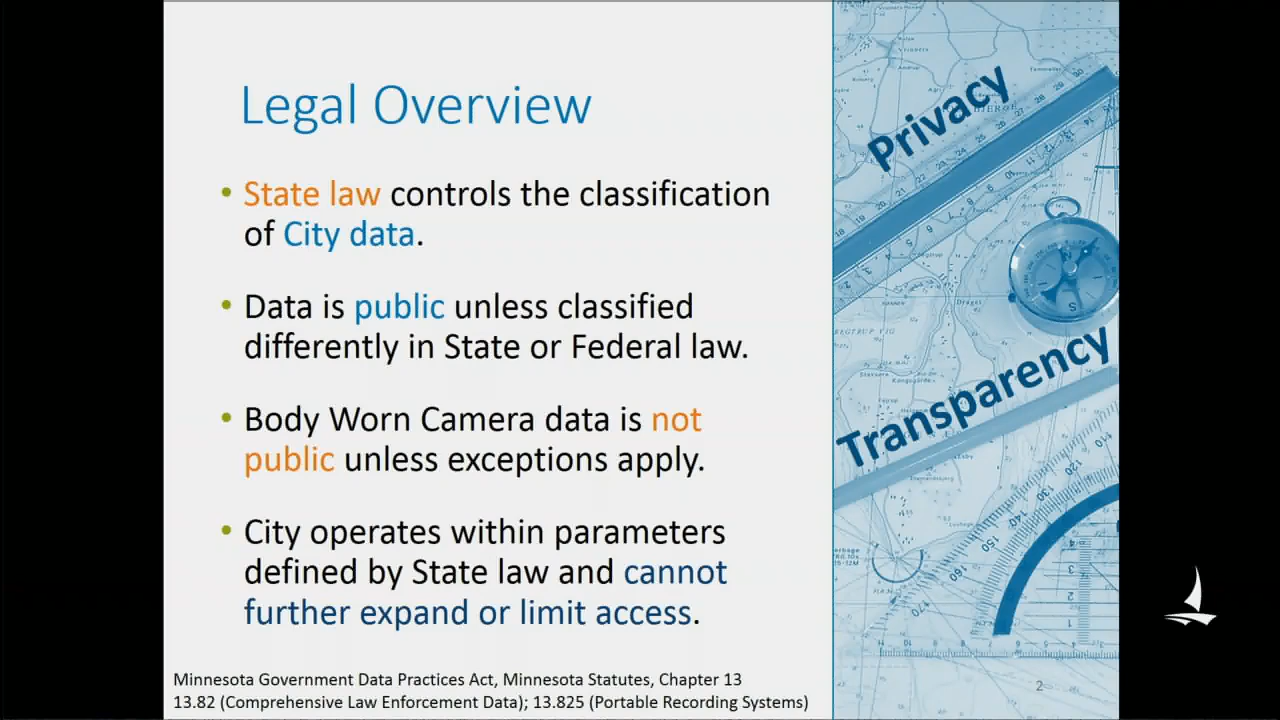 Legal Overview
• State law controls the classification
of City data.
• Data is public unless classified
differently in State or Federal law.
• Body Worn Camera data is not
public unless exceptions apply.
• City operates within parameters
defined by State law and cannot
further expand or limit access.
Minnesota Government Data Practices Act, Minnesota Statutes, Chapter 13
13.82 (Comprehensive Law Enforcement Data); 13.825 (Portable Recording Systems)
Privacy
Transparency
2